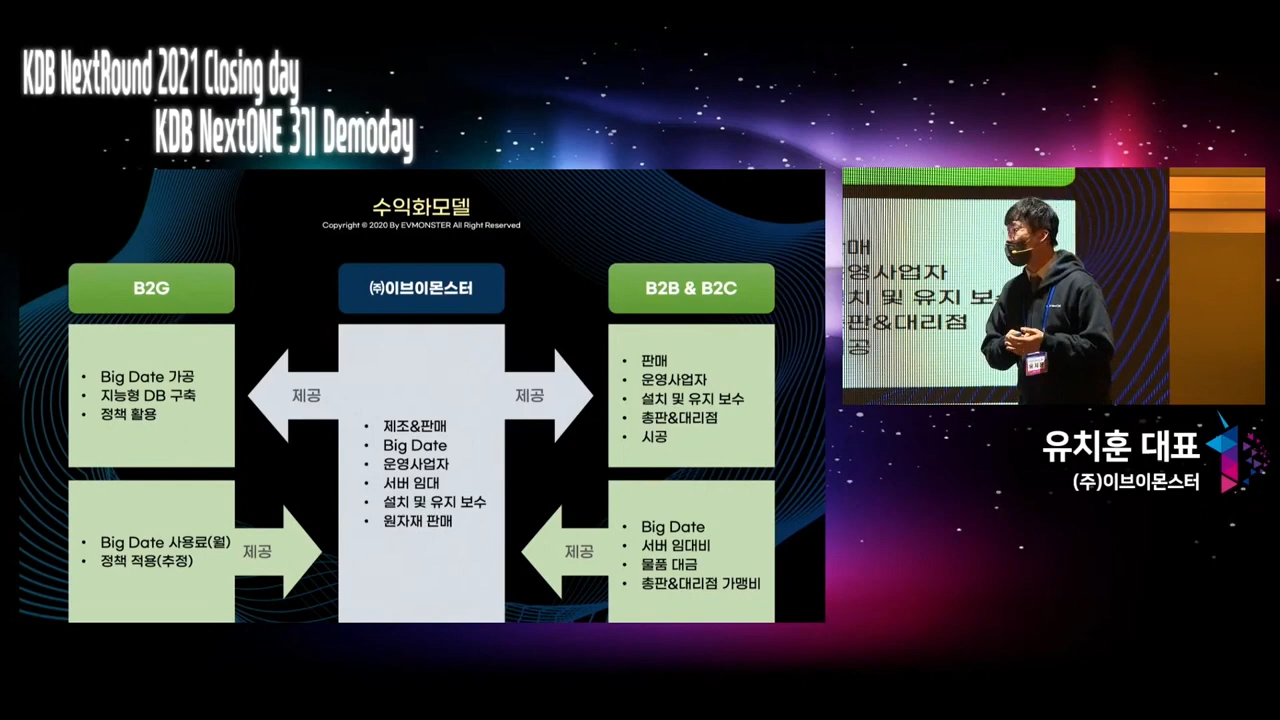 KDB NextRound 2021 Closing day
KDB NextONE 3기 Demoday
수익화모델
Copyright © 2020 By EVMONSTER All Right Reserved
B2G
• Big Date 가공
• 지능형 DB 구축
• 정책 활용
• Big Date 사용료(월)
• 정책 적용(추정)
제공
제공
㈜이브이몬스터
• 제조&판매
• Big Date
• 운영사업자
• 서버 임대
• 설치 및 유지 보수
• 원자재 판매
제공
제공
B2B & B2C
• 판매
• 운영사업자
• 설치 및 유지 보수
• 총판&대리점
• 시공
• Big Date
• 서버 임대비
• 물품 대금
• 총판&대리점 가맹비
매
영사업자
치 및 유지 보
판&대리점
공
유치훈 대표
(주)이브이몬스터